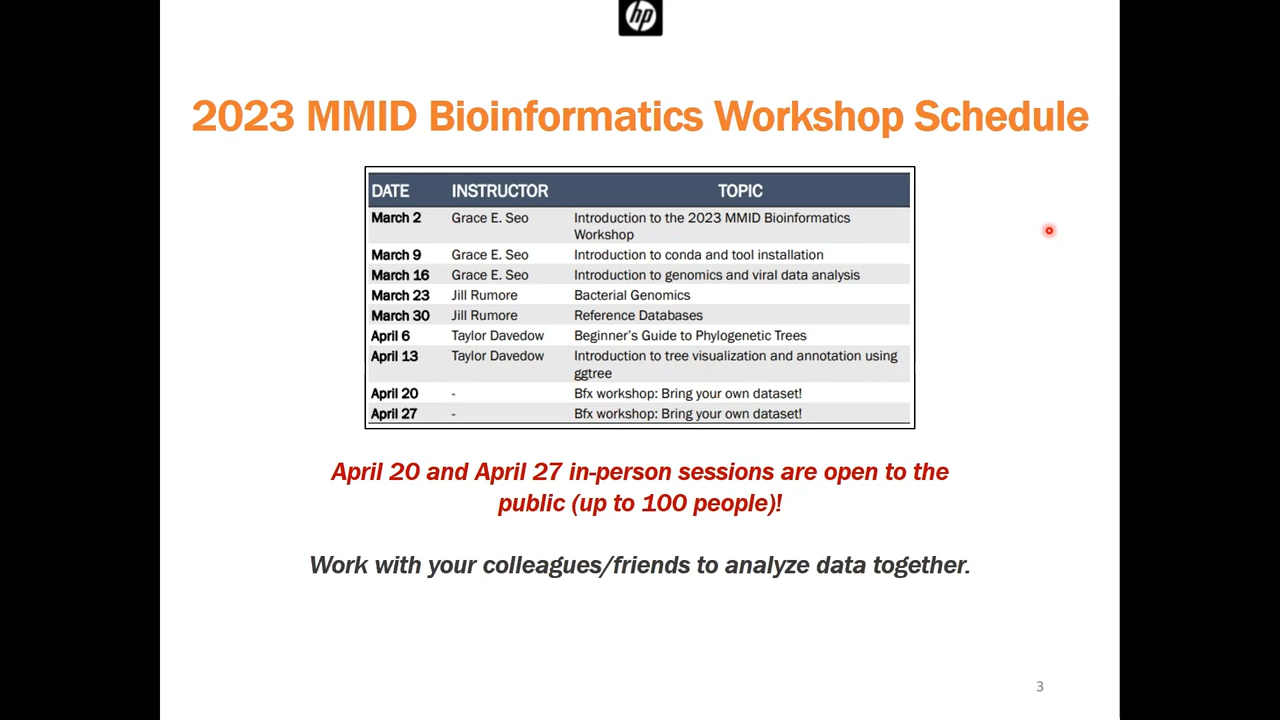 hp
2023 MMID Bioinformatics Workshop Schedule
DATE INSTRUCTOR TOPIC
March 2 Grace E. Seo Introduction to the 2023 MMID Bioinformatics
Workshop
March 9 Grace E. Seo Introduction to conda and tool installation
March 16 Grace E. Seo Introduction to genomics and viral data analysis
March 23 Jill Rumore Bacterial Genomics
March 30 Jill Rumore Reference Databases
April 6 Taylor Davedow Beginner's Guide to Phylogenetic Trees
April 13 Taylor Davedow Introduction to tree visualization and annotation using
ggtree
April 20 - Bfx workshop: Bring your own dataset!
April 27 - Bfx workshop: Bring your own dataset!
April 20 and April 27 in-person sessions are open to the
public (up to 100 people)!
Work with your colleagues/friends to analyze data together.
3